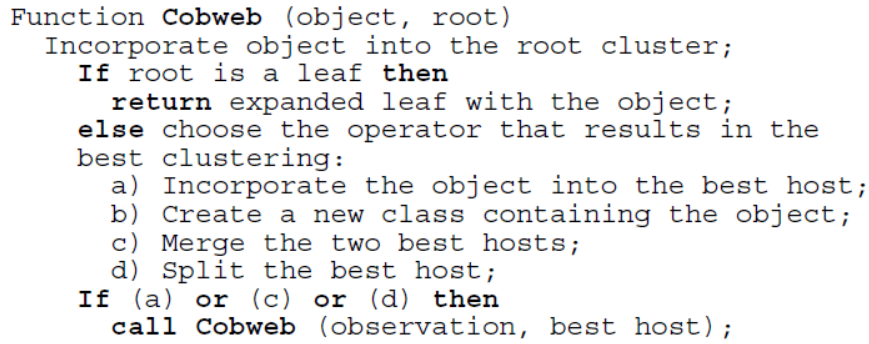 Function Cobweb (object, root)
Incorporate object into the root cluster;
If root is a leaf then
return expanded leaf with the object;
else choose the operator that results in the
best clustering:
a) Incorporate the object into the best host;
b) Create a new class containing the object;
c) Merge the two best hosts;
d) Split the best host;
If (a) or (c) or (d) then
call Cobweb (observation, best host);